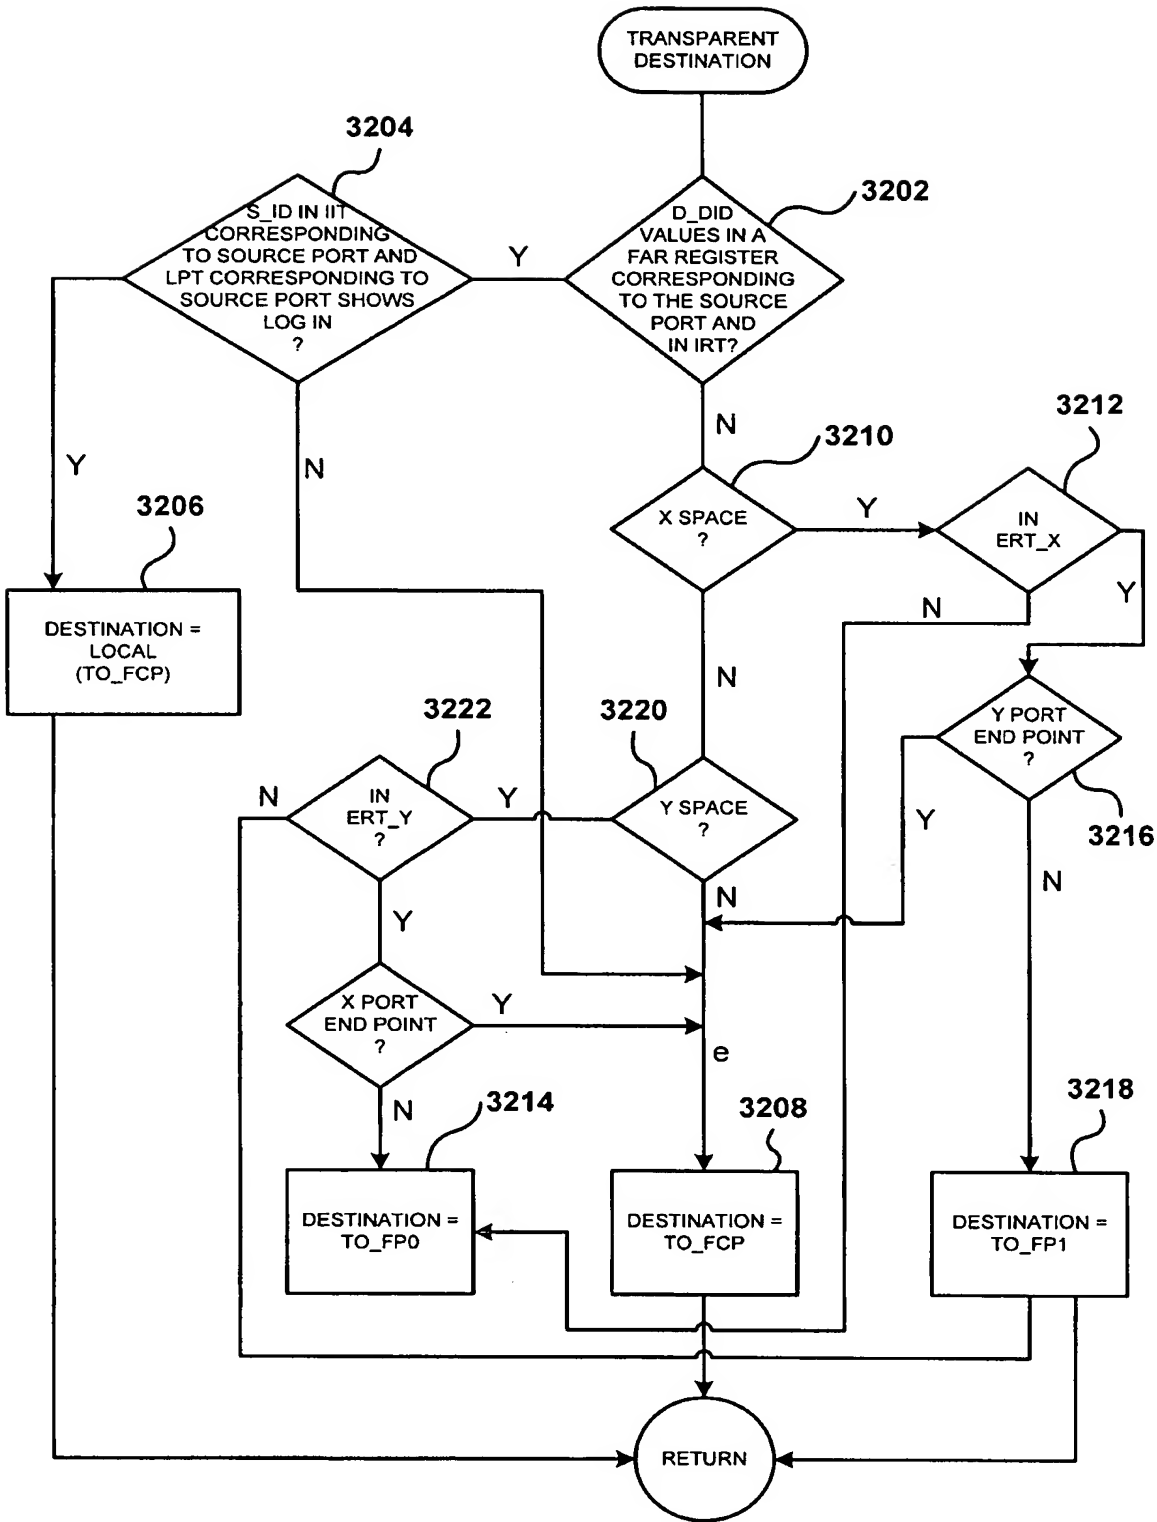 TRANSPARENT
DESTINATION
3204
3202
S_ID IN IIT
CORRESPONDING
TO SOURCE PORT AND
LPT CORRESPONDING TO
SOURCE PORT SHOWS
LOG IN
?
Y
D_DID
VALUES IN A
FAR REGISTER
CORRESPONDING
TO THE SOURCE
PORT AND
IN IRT?
N
3210
3212
Y
N
X SPACE
?
Y
IN
ERT_X
3206
DESTINATION =
LOCAL
(TO_FCP)
N
Y
N
3222
3220
Y PORT
END POINT
?
N
IN
ERT_Y
?
Y
Y SPACE
?
Y
3216
Y
N
N
X PORT
END POINT
?
Y
e
N
3214
3208
3218
DESTINATION =
TO_FP0
DESTINATION =
TO_FCP
DESTINATION =
TO_FP1
RETURN